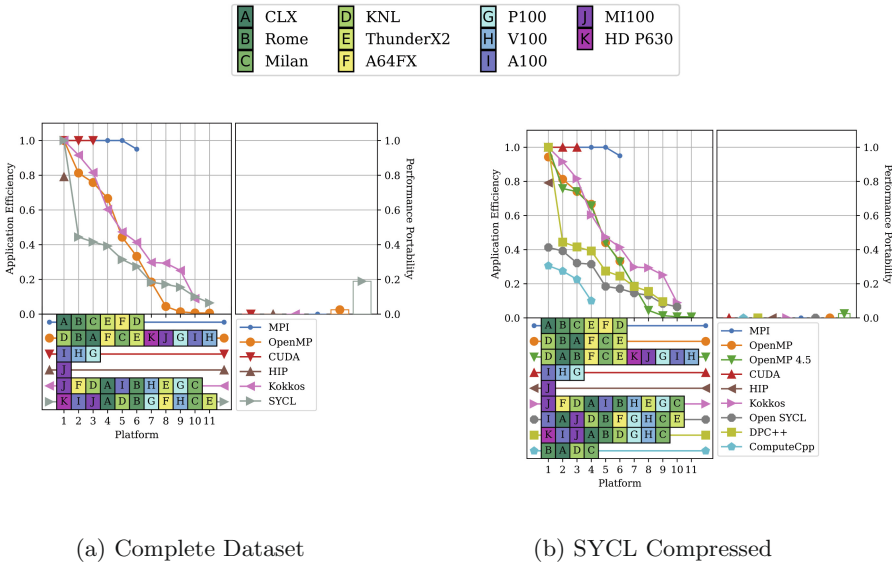 A CLX D KNL G P100 J MI100
B Rome E ThunderX2 H V100 K HD P630
C Milan F A64FX I A100
Application Efficiency
1.0
0.8
0.6
0.4
0.2
0.0
1.0
0.8
0.6
0.4
0.2
0.0
Performance Portability
A B C E F D
D B A F C E K J G I H
I H G
J
J F D A I B H E G C
K I J A D B G F H C E
1 2 3 4 5 6 7 8 9 10 11
Platform
MPI
OpenMP
CUDA
HIP
Kokkos
SYCL
(a) Complete Dataset
Application Efficiency
1.0
0.8
0.6
0.4
0.2
0.0
1.0
0.8
0.6
0.4
0.2
0.0
Performance Portability
A B C E F D
D B A F C E
D A B F C E K J G I H
I H G
J
J F D A I B H E G C
I A J D B F G H C E
K I J A B D G H C
B A D C
1 2 3 4 5 6 7 8 9 10 11
Platform
MPI
OpenMP
OpenMP 4.5
CUDA
HIP
Kokkos
Open SYCL
DPC++
ComputeCpp
(b) SYCL Compressed